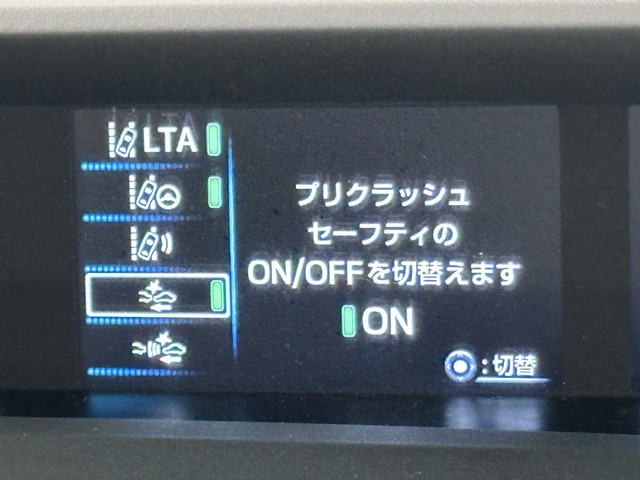 LTA
プリクラッシュ
セーフティの
ON/OFFを切替えます
ON
:切替